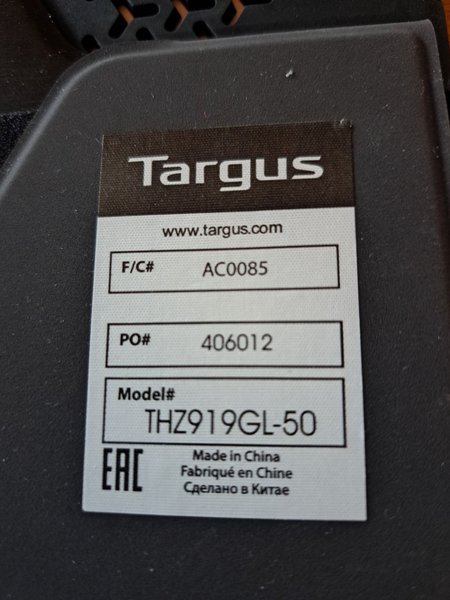 Targus
www.targus.com
F/C# AC0085
PO# 406012
Model#
THZ919GL-50
EAC
Made in China
Fabriqué en Chine
Сделано в Китае